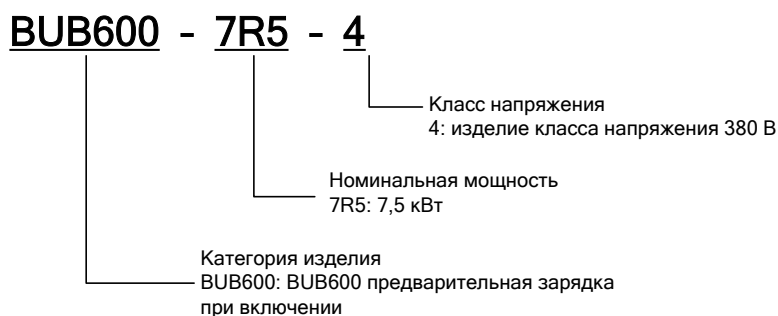 BUB600 - 7R5 - 4
Класс напряжения
4: изделие класса напряжения 380 В
Номинальная мощность
7R5: 7,5 кВт
Категория изделия
BUB600: BUB600 предварительная зарядка
при включении